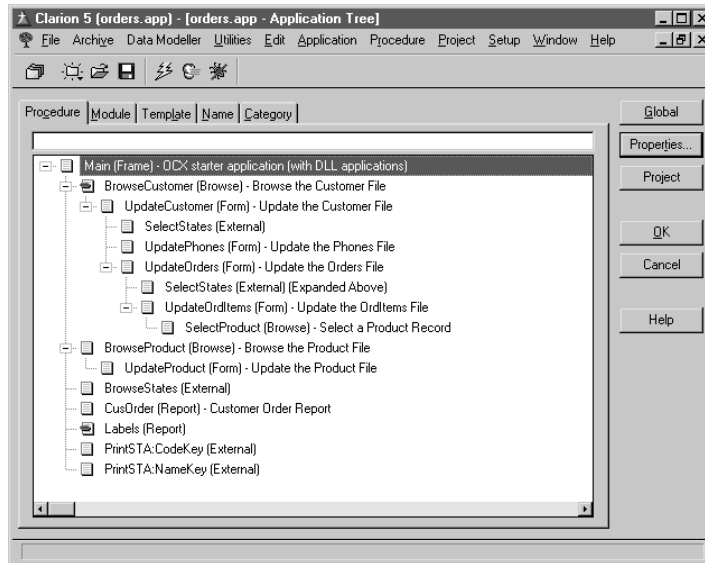 Clarion 5 (orders.app) - [orders.app - Application Tree]
File Archive Data Modeller Utilities Edit Application Procedure Project Setup Window Help
Procedure Module Template Name Category
Global
Properties...
Main (Frame) - OCX starter application (with DLL applications)
Project
BrowseCustomer (Browse) - Browse the Customer File
UpdateCustomer (Form) - Update the Customer File
SelectStates (External)
OK
UpdatePhones (Form) - Update the Phones File
UpdateOrders (Form) - Update the Orders File
Cancel
SelectStates (External) (Expanded Above)
UpdateOrdItems (Form) - Update the OrdItems File
Help
SelectProduct (Browse) - Select a Product Record
BrowseProduct (Browse) - Browse the Product File
UpdateProduct (Form) - Update the Product File
BrowseStates (External)
CusOrder (Report) - Customer Order Report
Labels (Report)
PrintSTA:CodeKey (External)
PrintSTA:NameKey (External)